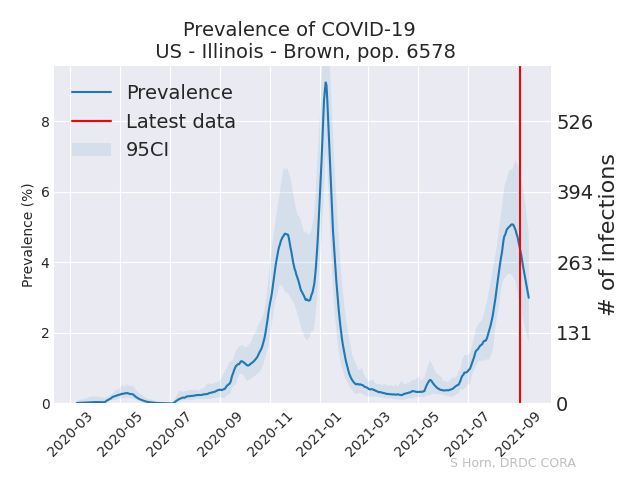 Prevalence of COVID-19
US - Illinois - Brown, pop. 6578
Prevalence
Latest data
95CI
Prevalence (%)
8
6
4
2
0
526
394
263
131
0
# of infections
2020-03
2020-05
2020-07
2020-09
2020-11
2021-01
2021-03
2021-05
2021-07
2021-09
S Horn, DRDC CORA